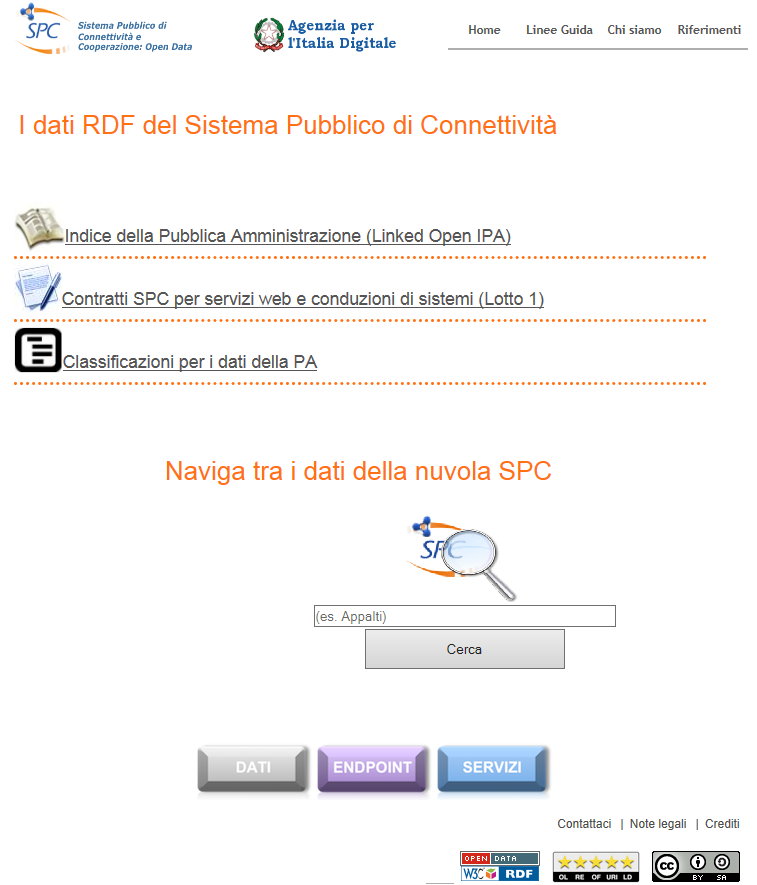 SPC
Sistema Pubblico di
Connettività e
Cooperazione: Open Data
Agenzia per
l'Italia Digitale
Home Linee Guida Chi siamo Riferimenti
I dati RDF del Sistema Pubblico di Connettività
Indice della Pubblica Amministrazione (Linked Open IPA)
Contratti SPC per servizi web e conduzioni di sistemi (Lotto 1)
Classificazioni per i dati della PA
Naviga tra i dati della nuvola SPC
SPC
(es. Appalti)
Cerca
DATI ENDPOINT SERVIZI
Contattaci | Note legali | Crediti
OPEN DATA
W3C RDF
OL RE OF URI LD
cc BY SA